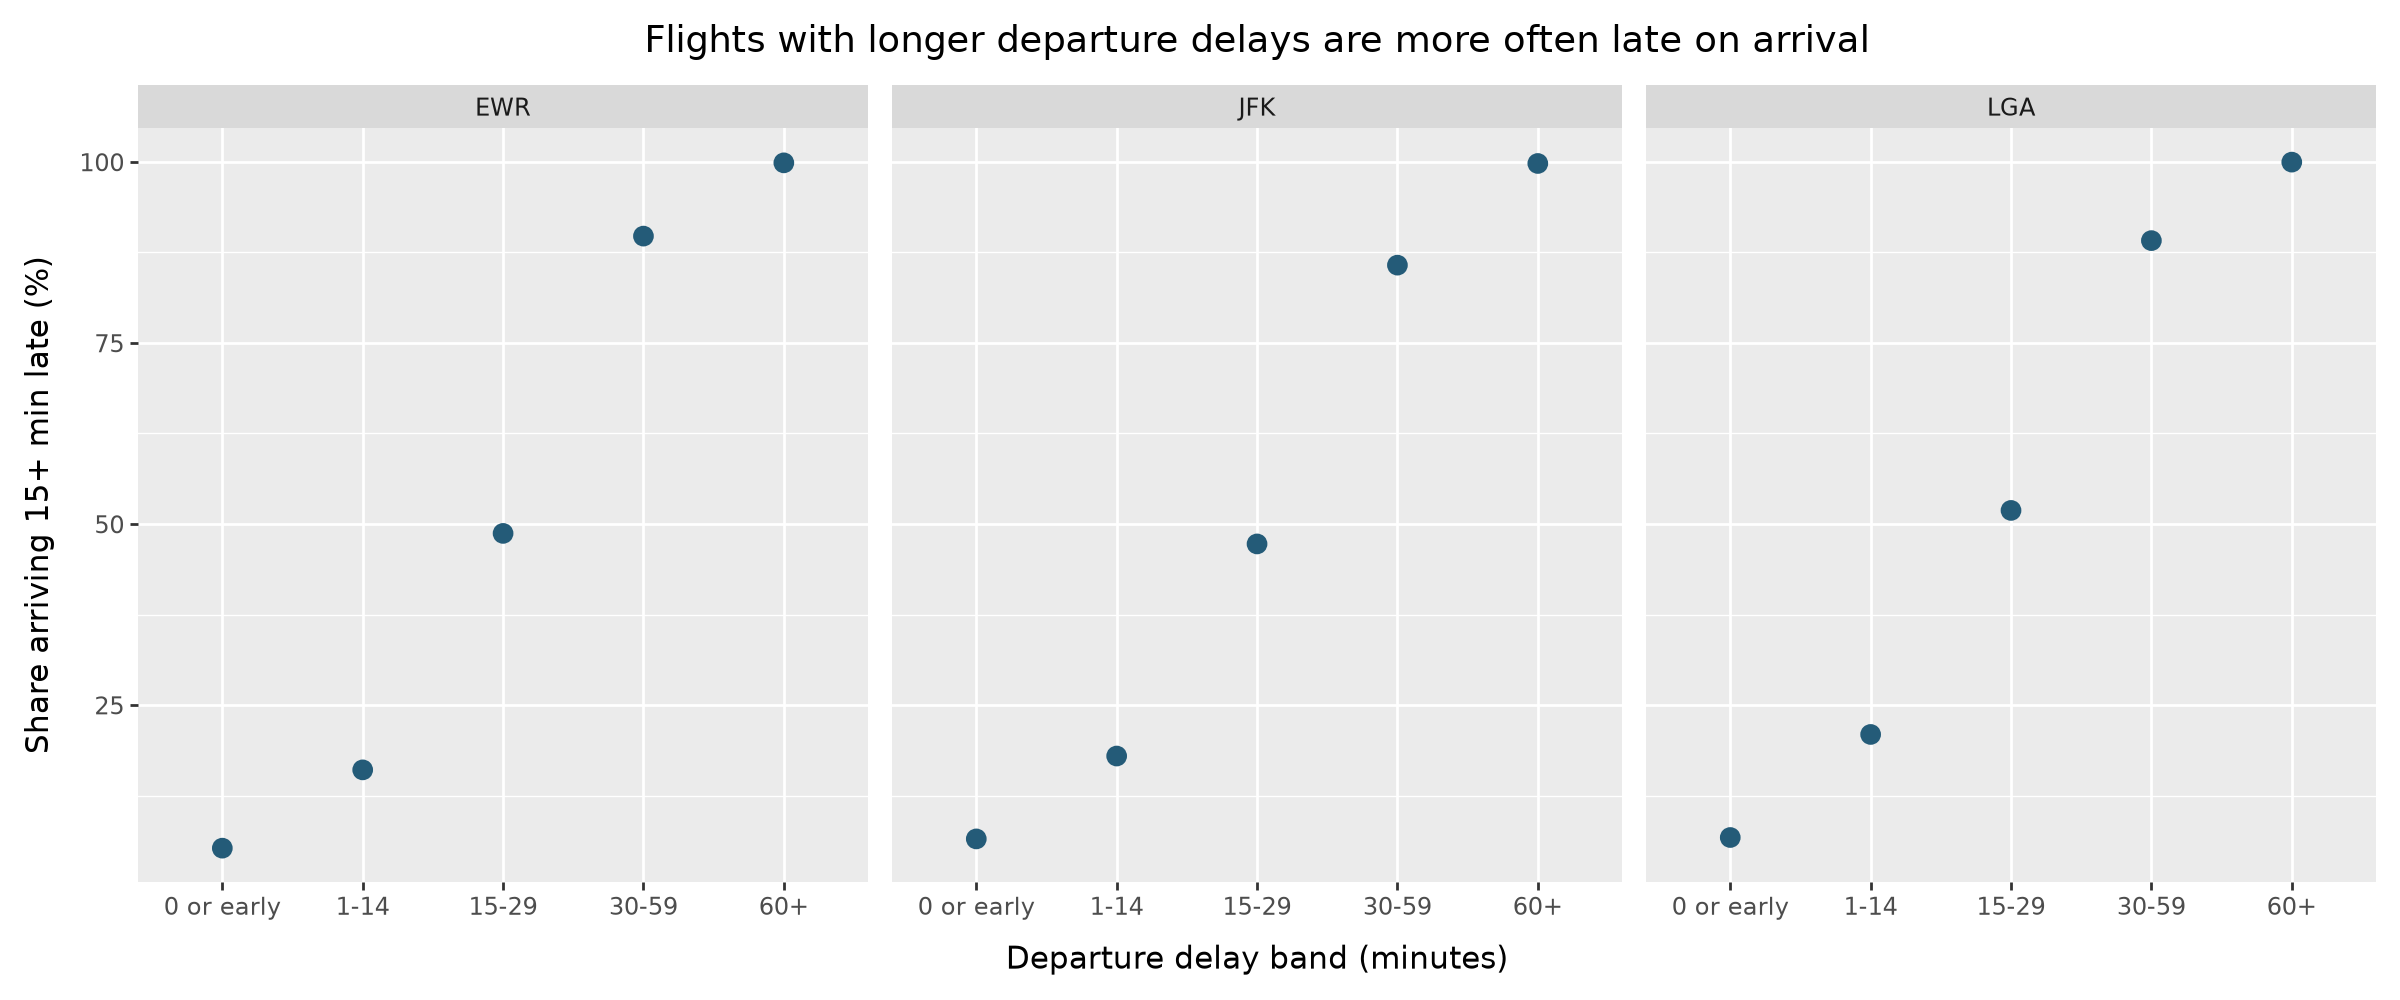 Flights with longer departure delays are more often late on arrival
EWR
JFK
LGA
Share arriving 15+ min late (%)
100
75
50
25
0 or early
1-14
15-29
30-59
60+
0 or early
1-14
15-29
30-59
60+
0 or early
1-14
15-29
30-59
60+
Departure delay band (minutes)